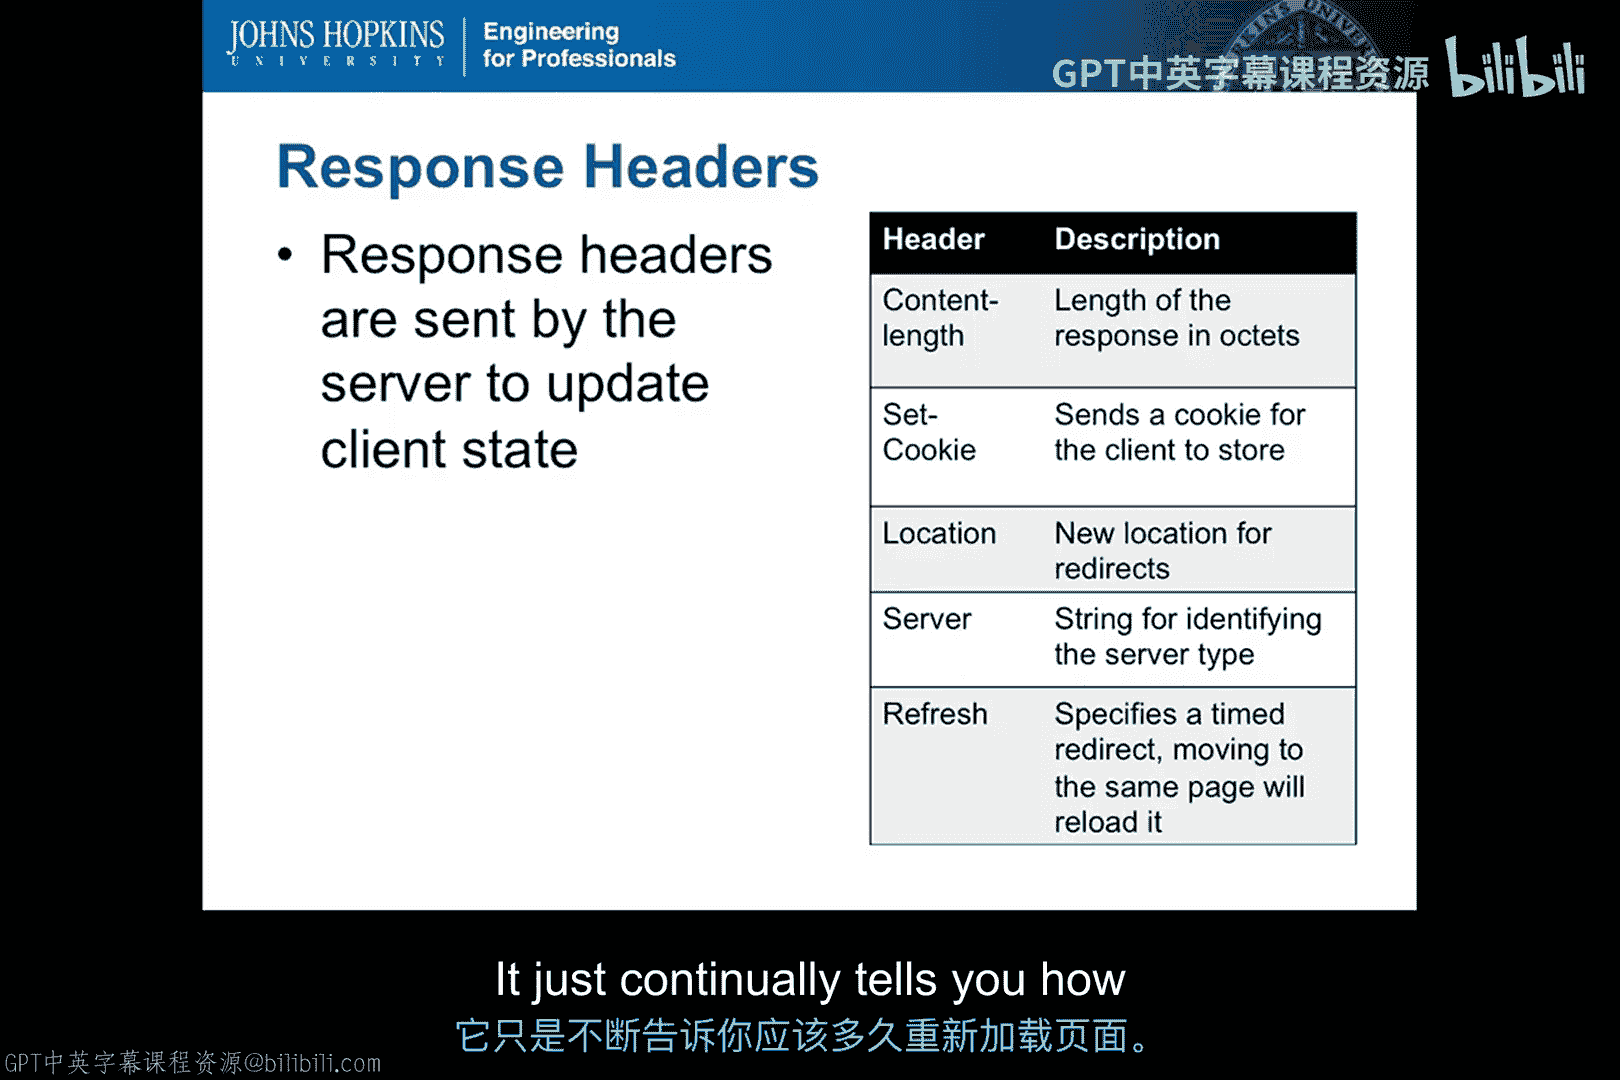 JOHNS HOPKINS
UNIVERSITY
Engineering
for Professionals
GPT中英字幕课程资源
bilibili
Response Headers
• Response headers
are sent by the
server to update
client state
Header Description
Content-
length
Length of the
response in octets
Set-
Cookie
Sends a cookie for
the client to store
Location
New location for
redirects
Server
String for identifying
the server type
Refresh
Specifies a timed
redirect, moving to
the same page will
reload it
It just continually tells you how
它只是不断告诉你应该多久重新加载页面。
GPT中英字幕课程资源@bilibili.com